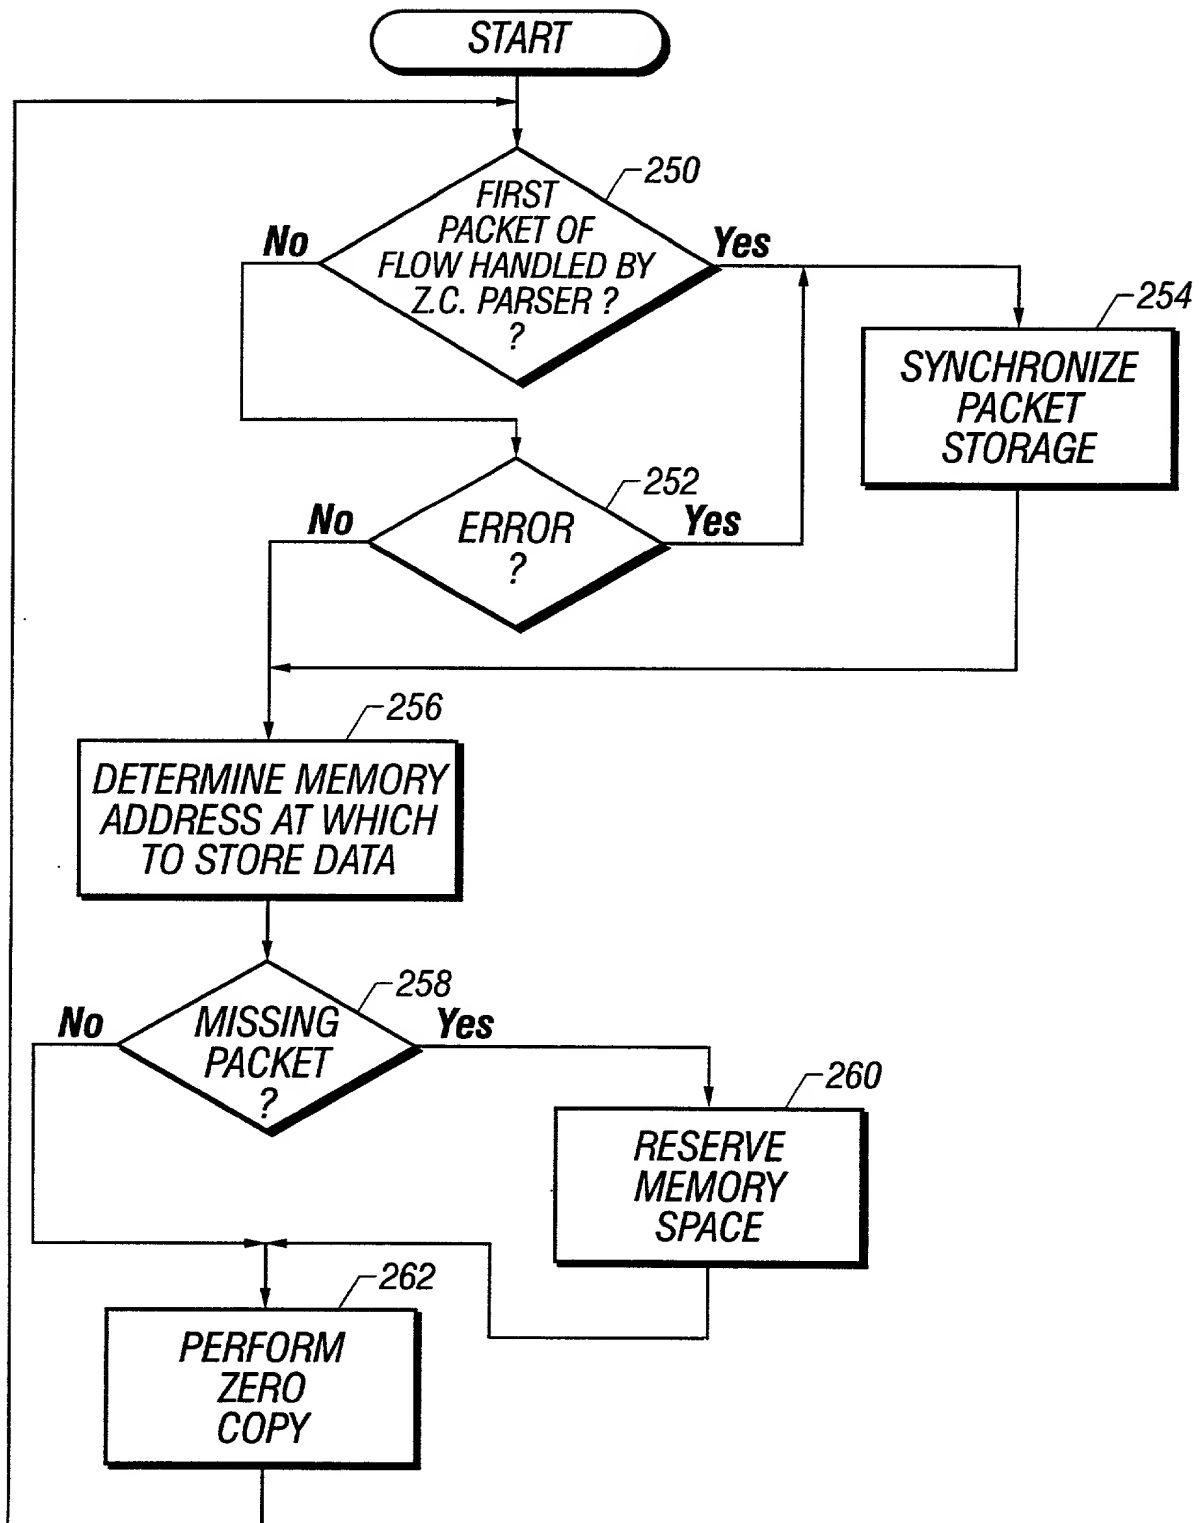 START
250
FIRST
PACKET OF
FLOW HANDLED BY
Z.C. PARSER ?
?
No
Yes
254
SYNCHRONIZE
PACKET
STORAGE
252
ERROR
?
No
Yes
256
DETERMINE MEMORY
ADDRESS AT WHICH
TO STORE DATA
258
MISSING
PACKET
?
No
Yes
260
RESERVE
MEMORY
SPACE
262
PERFORM
ZERO
COPY